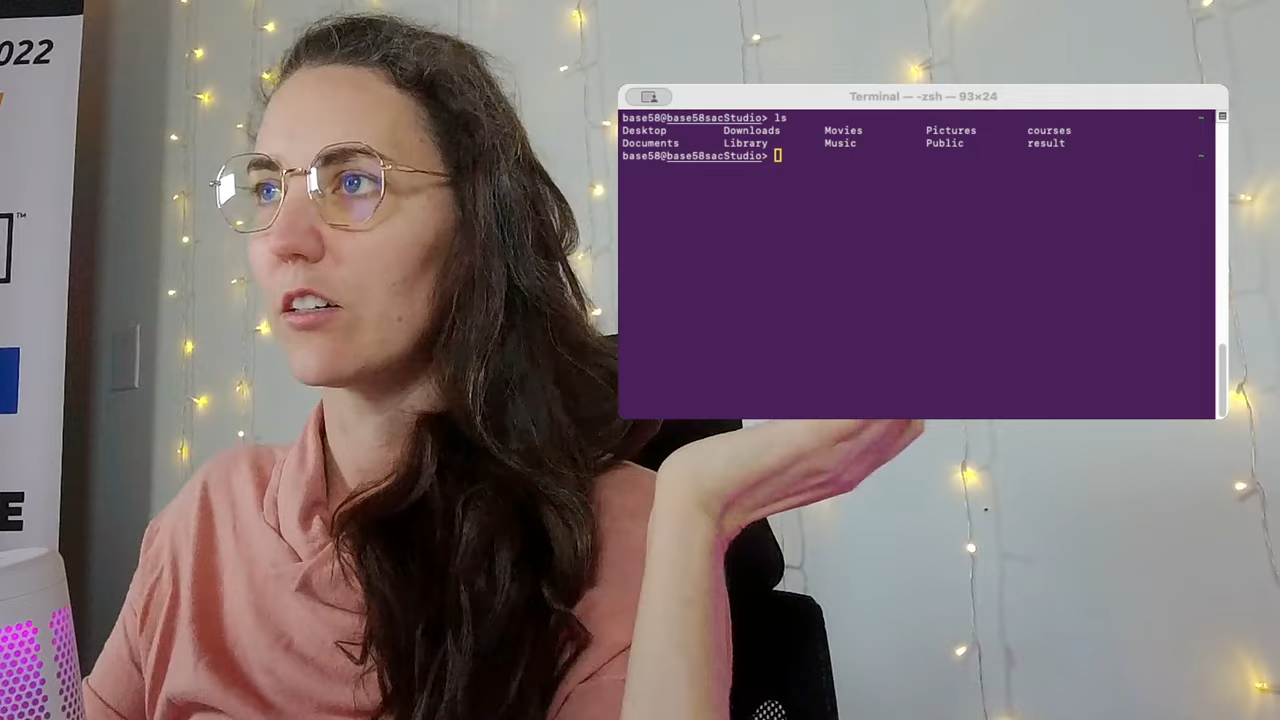 022
™
E
Terminal — -zsh — 93×24
base58@base58sacStudio> ls
Desktop Downloads Movies Pictures courses
Documents Library Music Public result
base58@base58sacStudio>